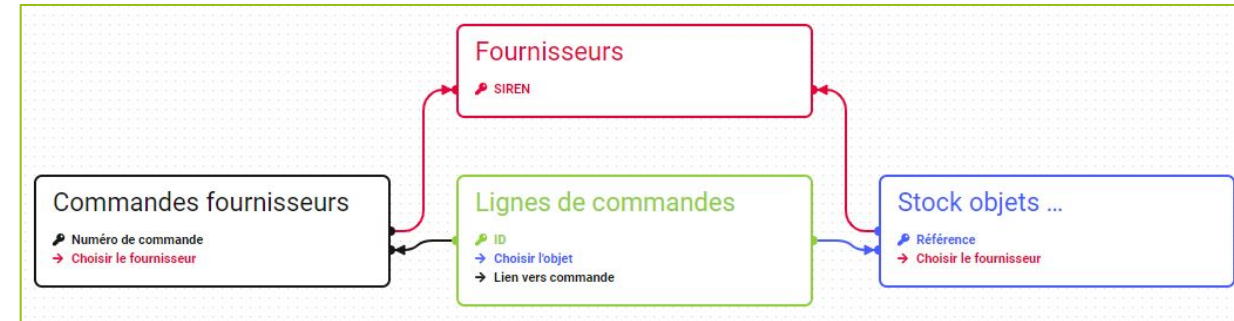 Fournisseurs
SIREN
Commandes fournisseurs
Numéro de commande
Choisir le fournisseur
Lignes de commandes
ID
Choisir l'objet
Lien vers commande
Stock objets ...
Référence
Choisir le fournisseur